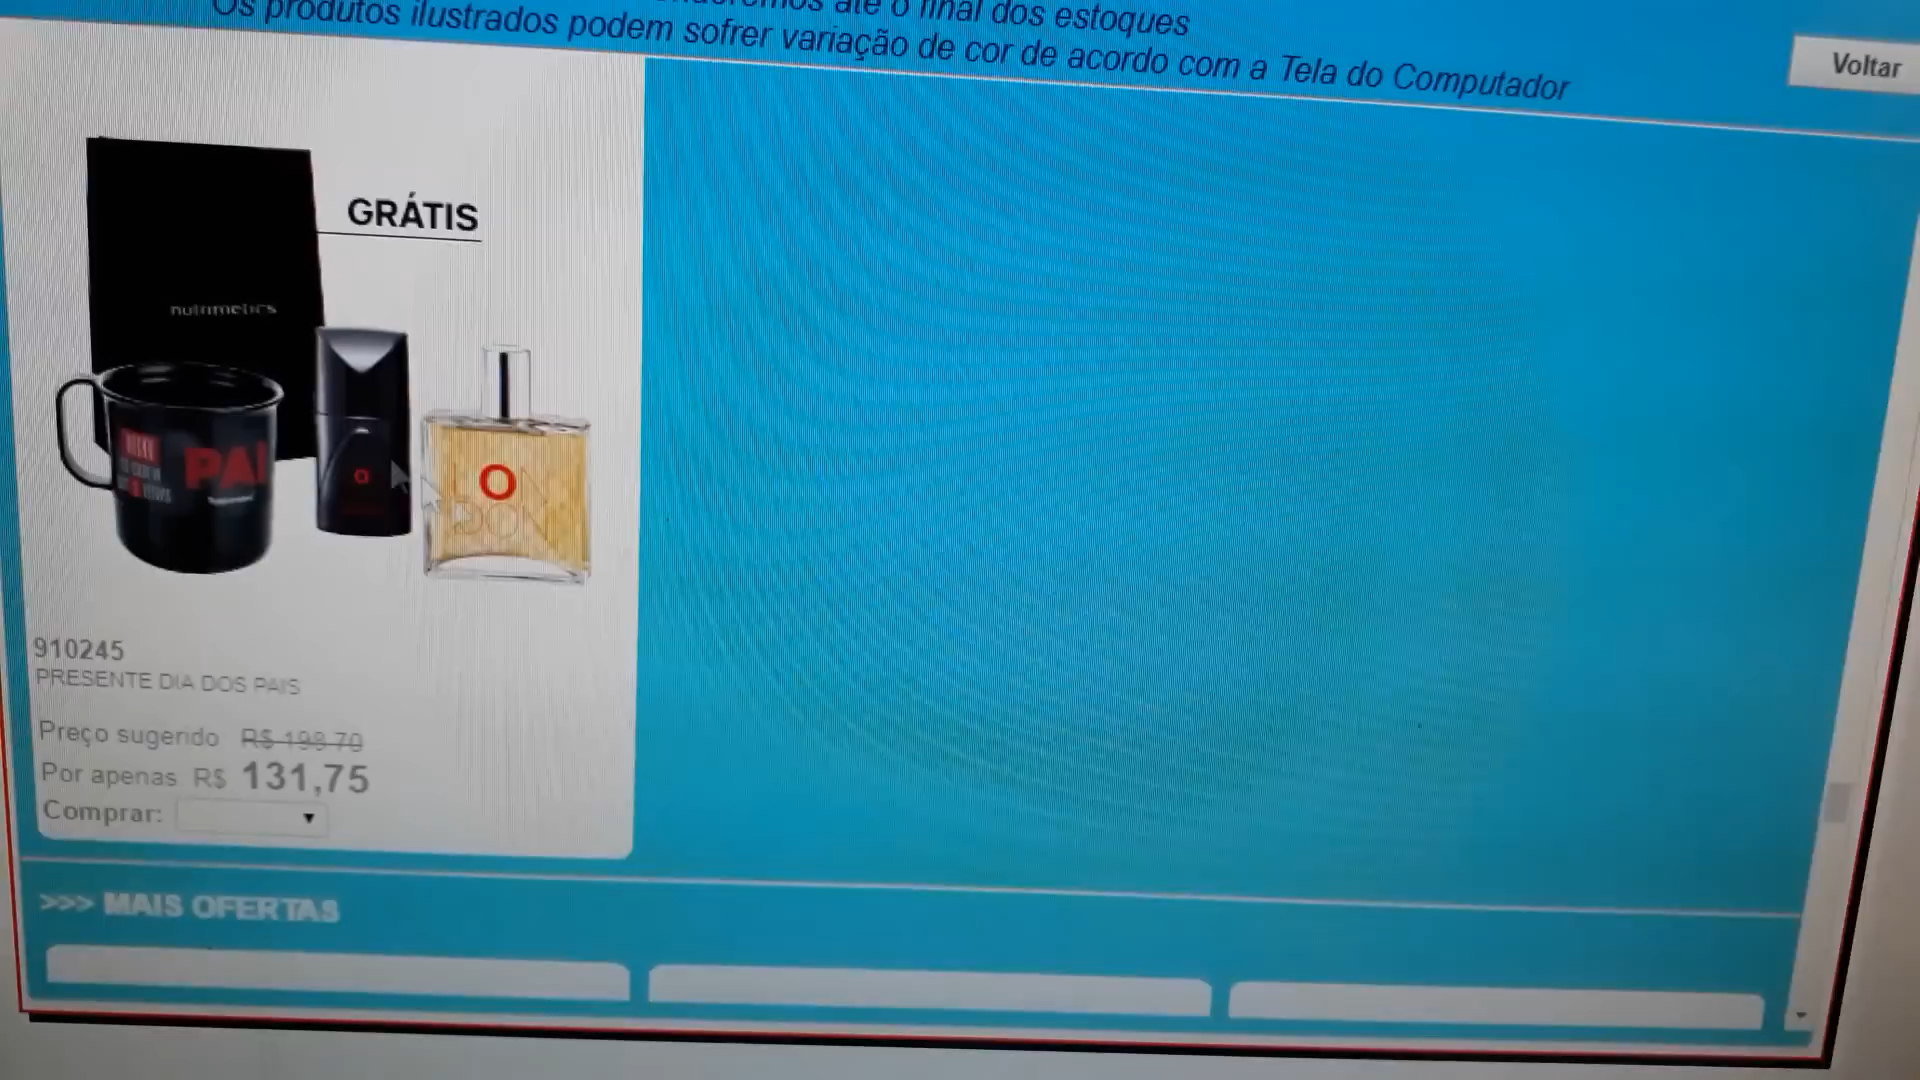 até o final dos estoques
Os produtos ilustrados podem sofrer variação de cor de acordo com a Tela do Computador
Voltar
GRÁTIS
nutrimetics
PAI
O
LONDON
910245
PRESENTE DIA DOS PAIS
Preço sugerido R$ 198,70
Por apenas R$ 131,75
Comprar:
>>> MAIS OFERTAS